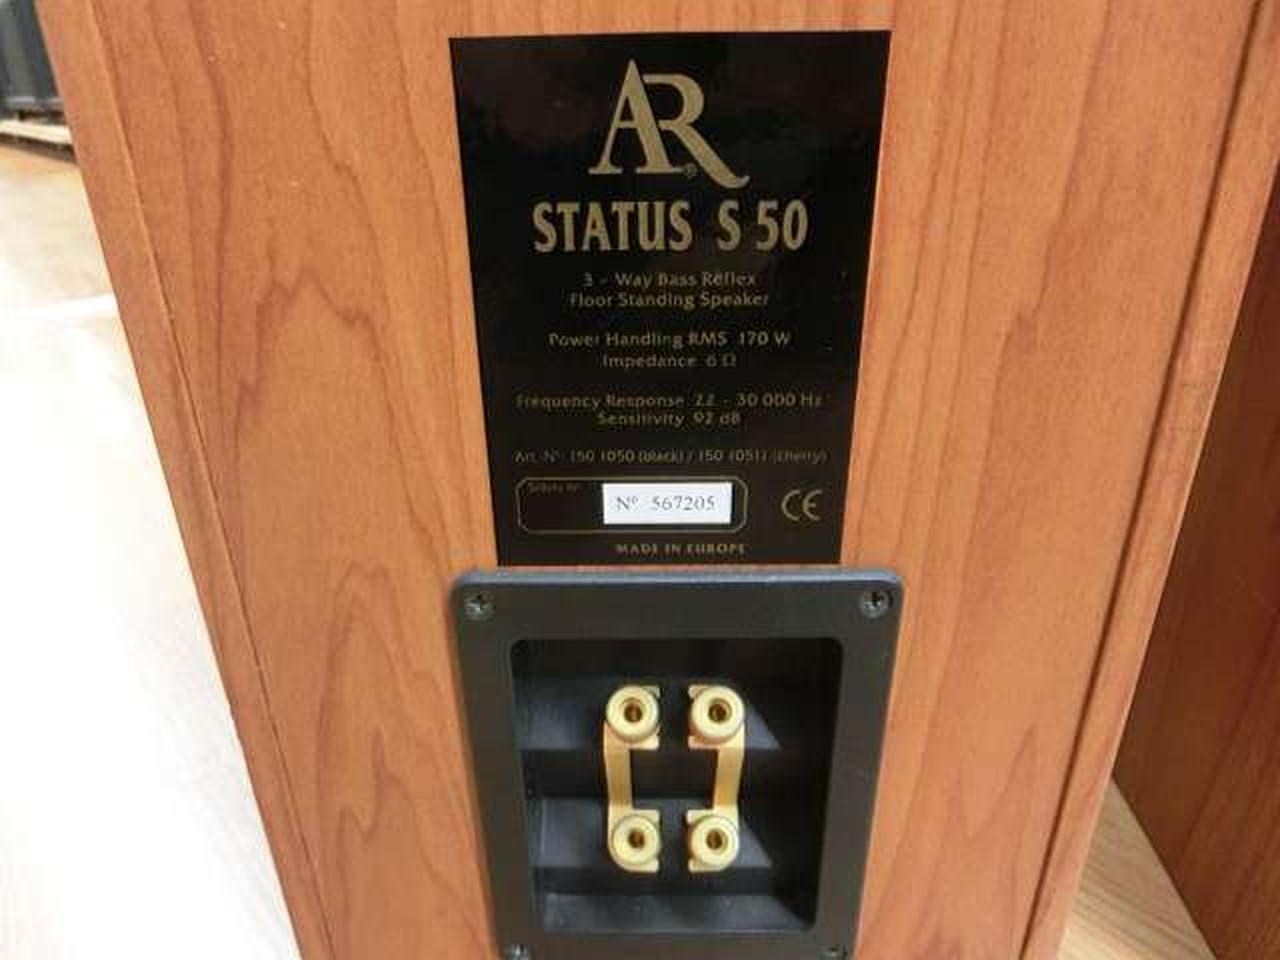 AR®
STATUS S 50
3 - Way Bass Reflex
Floor Standing Speaker
Power Handling RMS 170 W
Impedance 6 Ω
Frequency Response 22 - 30 000 Hz
Sensitivity 92 dB
Art.-N°: 150 1050 (black) / 150 1051 (cherry)
N° 567205
CE
MADE IN EUROPE